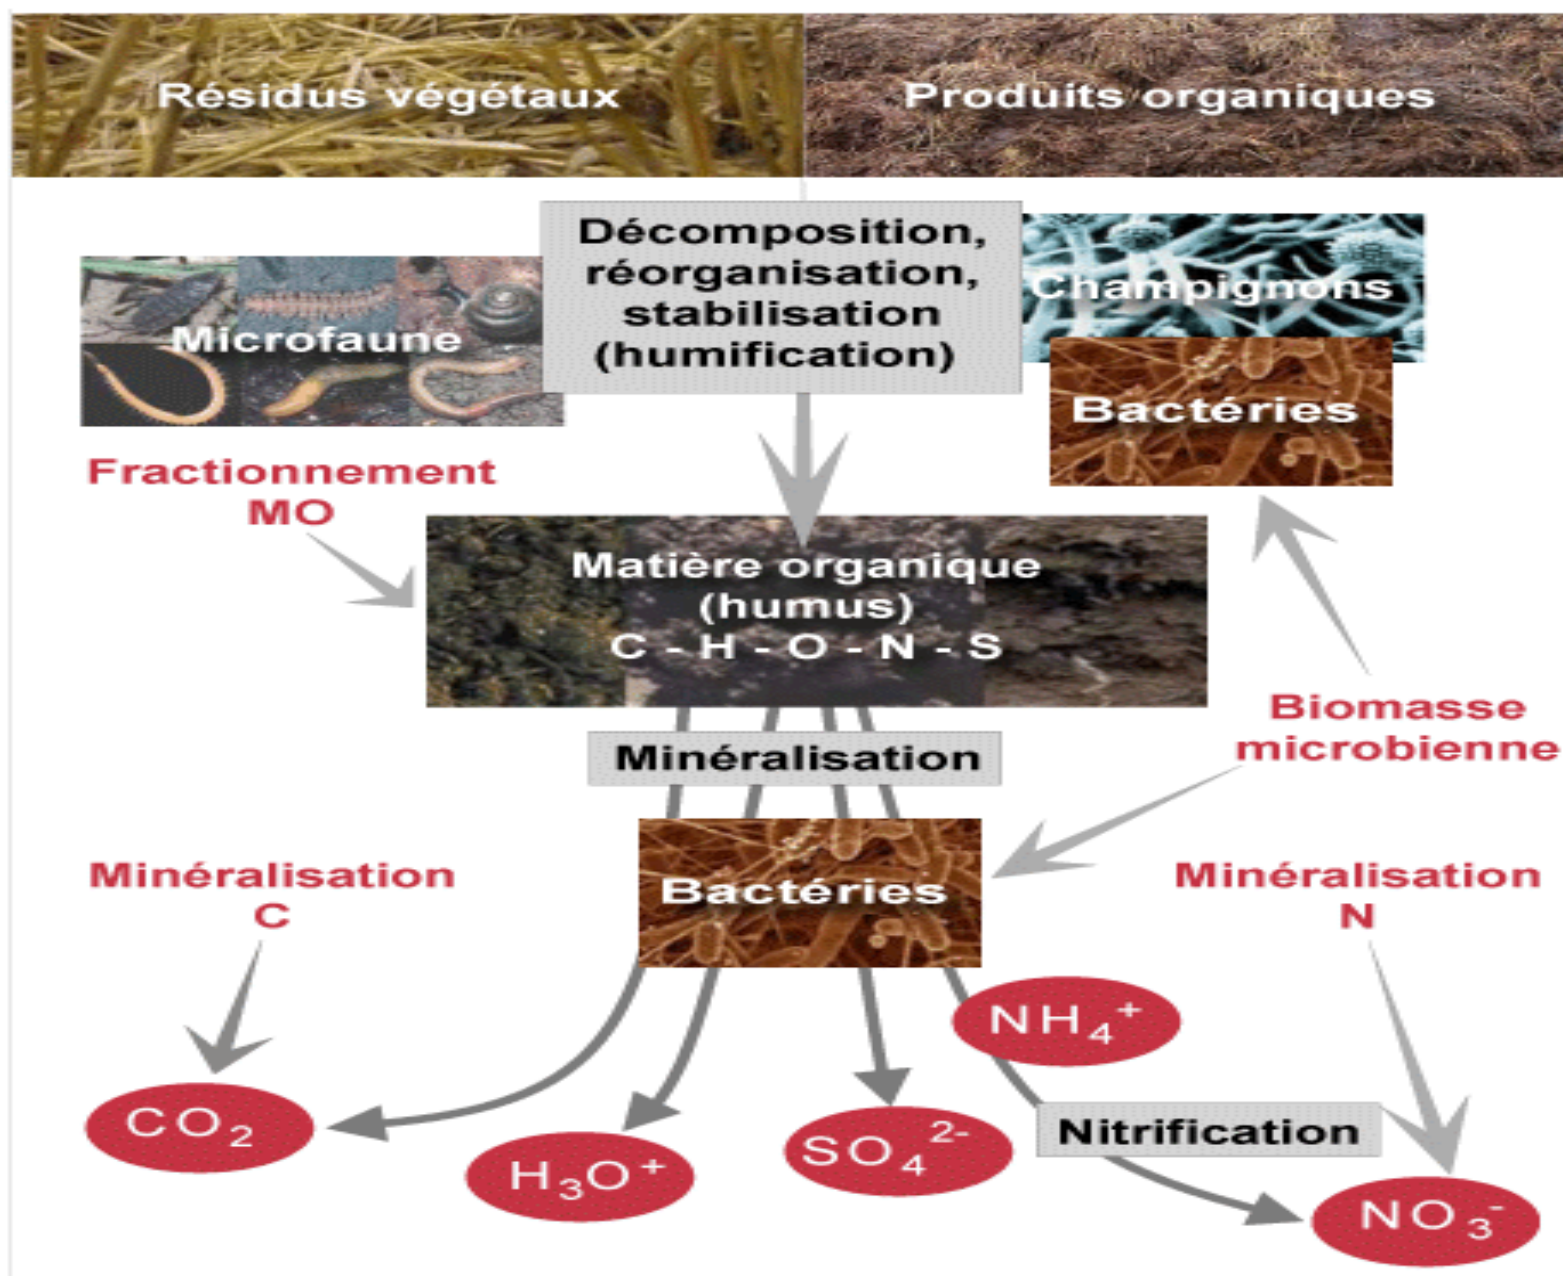 Résidus végétaux
Produits organiques
Décomposition,
réorganisation,
stabilisation
(humification)
Microfaune
Champignons
Bactéries
Fractionnement
MO
Matière organique
(humus)
C - H - O - N - S
Biomasse
microbienne
Minéralisation
Bactéries
Minéralisation
C
Minéralisation
N
NH₄⁺
CO₂
H₃O⁺
SO₄²⁻
Nitrification
NO₃⁻